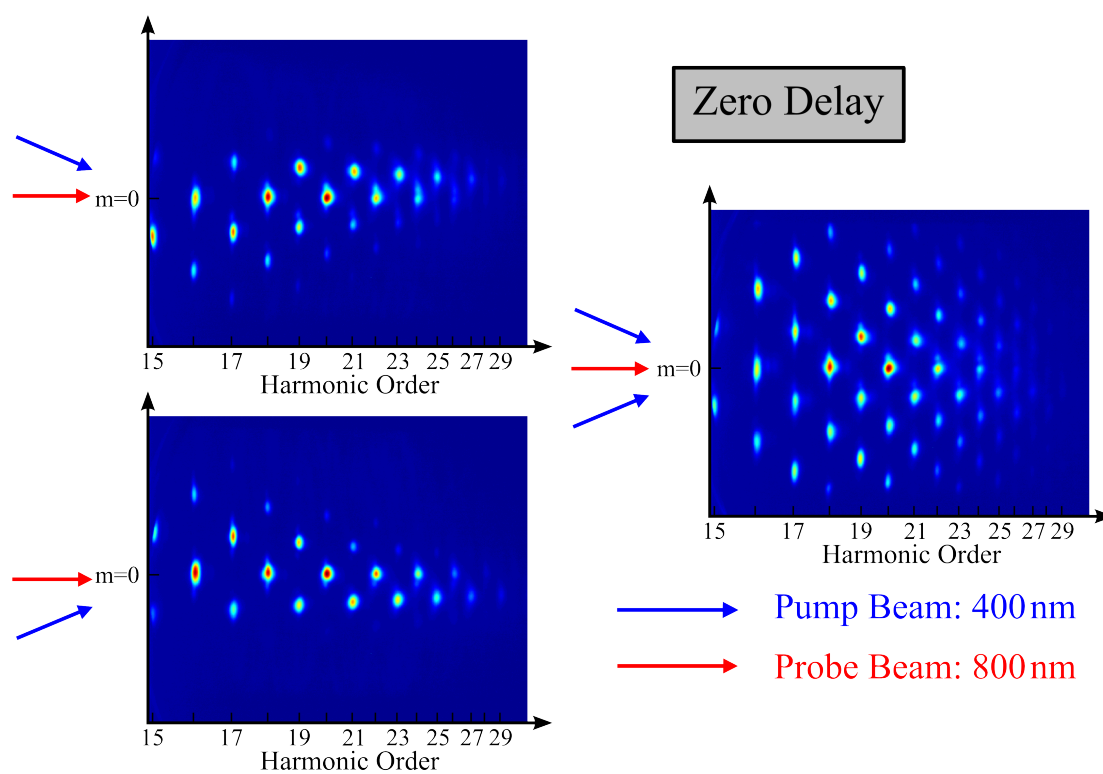 Zero Delay
m=0
15 17 19 21 23 25 27 29
Harmonic Order
m=0
15 17 19 21 23 25 27 29
Harmonic Order
m=0
15 17 19 21 23 25 27 29
Harmonic Order
Pump Beam: 400 nm
Probe Beam: 800 nm